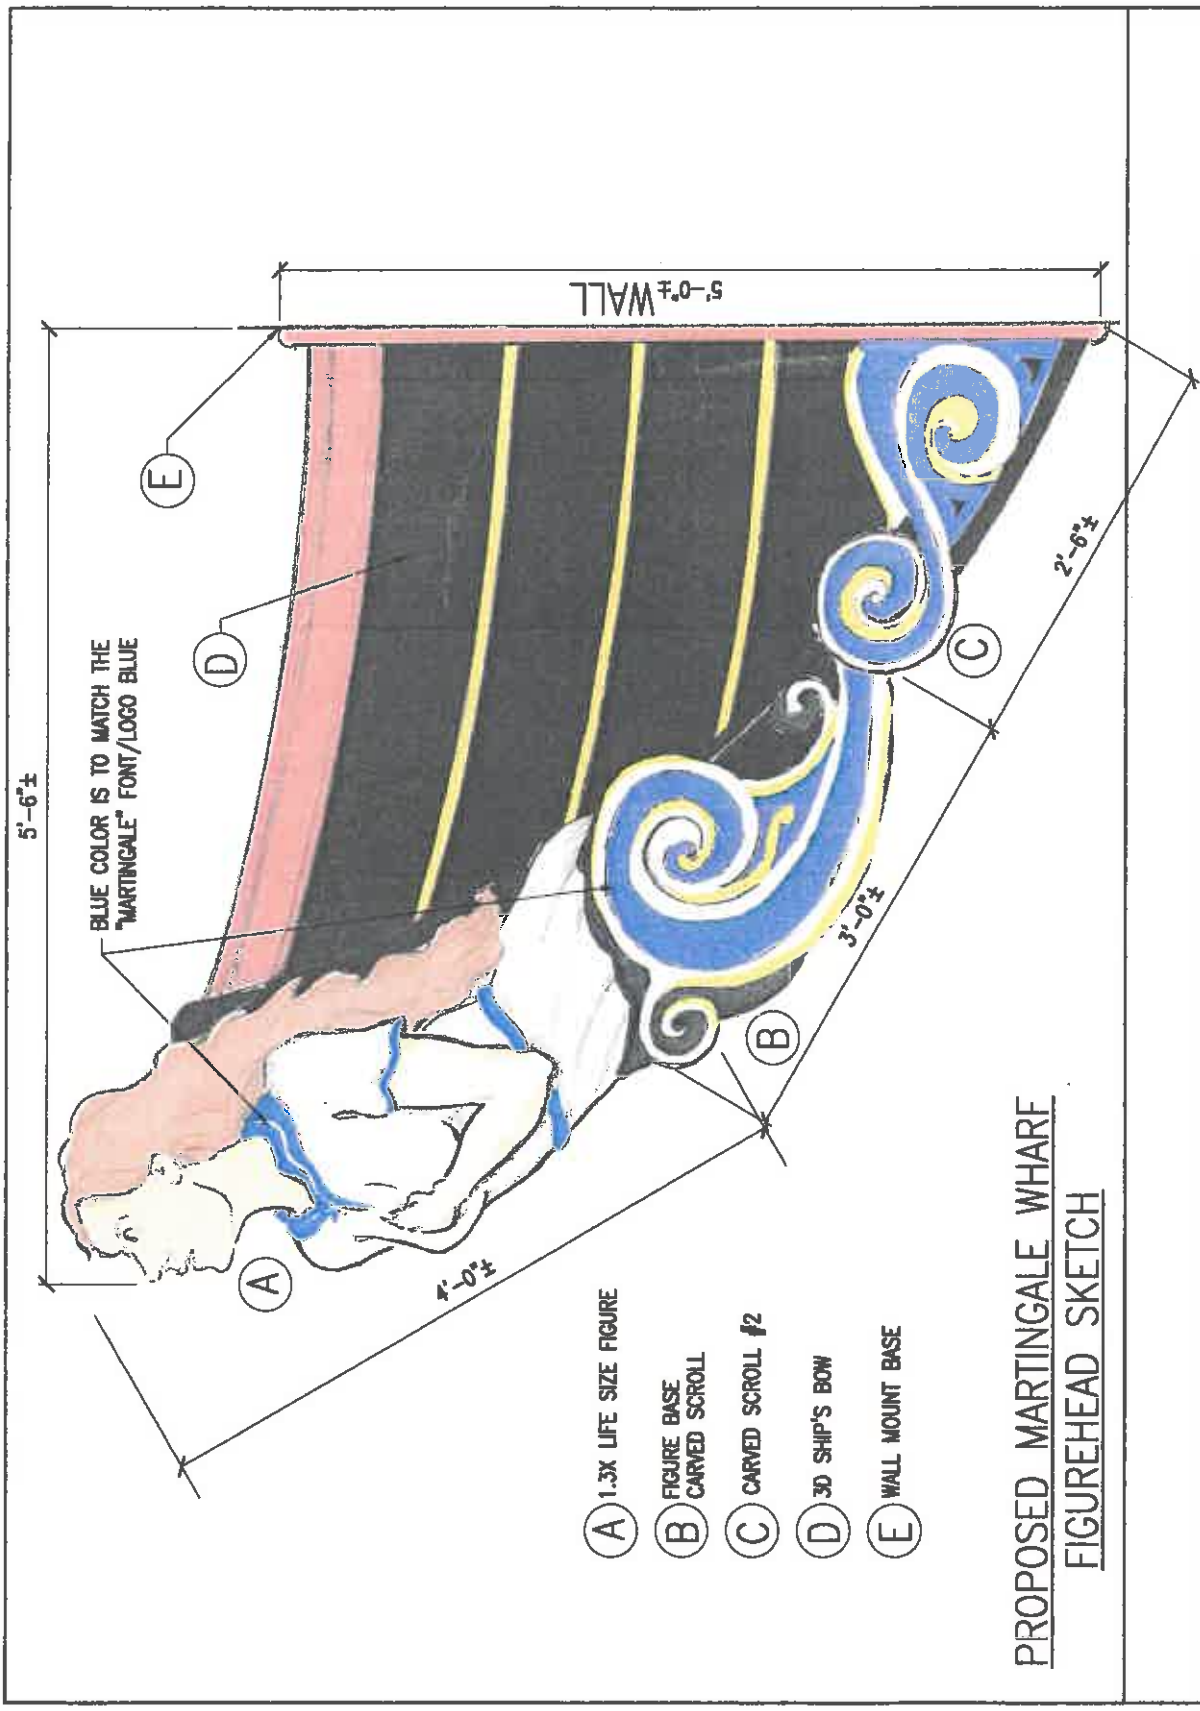 5'-6"±
BLUE COLOR IS TO MATCH THE
"MARTINGALE" FONT/LOGO BLUE
E
D
WALL
5'-0"±
A
4'-0"±
B
3'-0"±
C
2'-6"±
A 1.3X LIFE SIZE FIGURE
B FIGURE BASE
CARVED SCROLL
C CARVED SCROLL #2
D 3D SHIP'S BOW
E WALL MOUNT BASE
PROPOSED MARTINGALE WHARF
FIGUREHEAD SKETCH